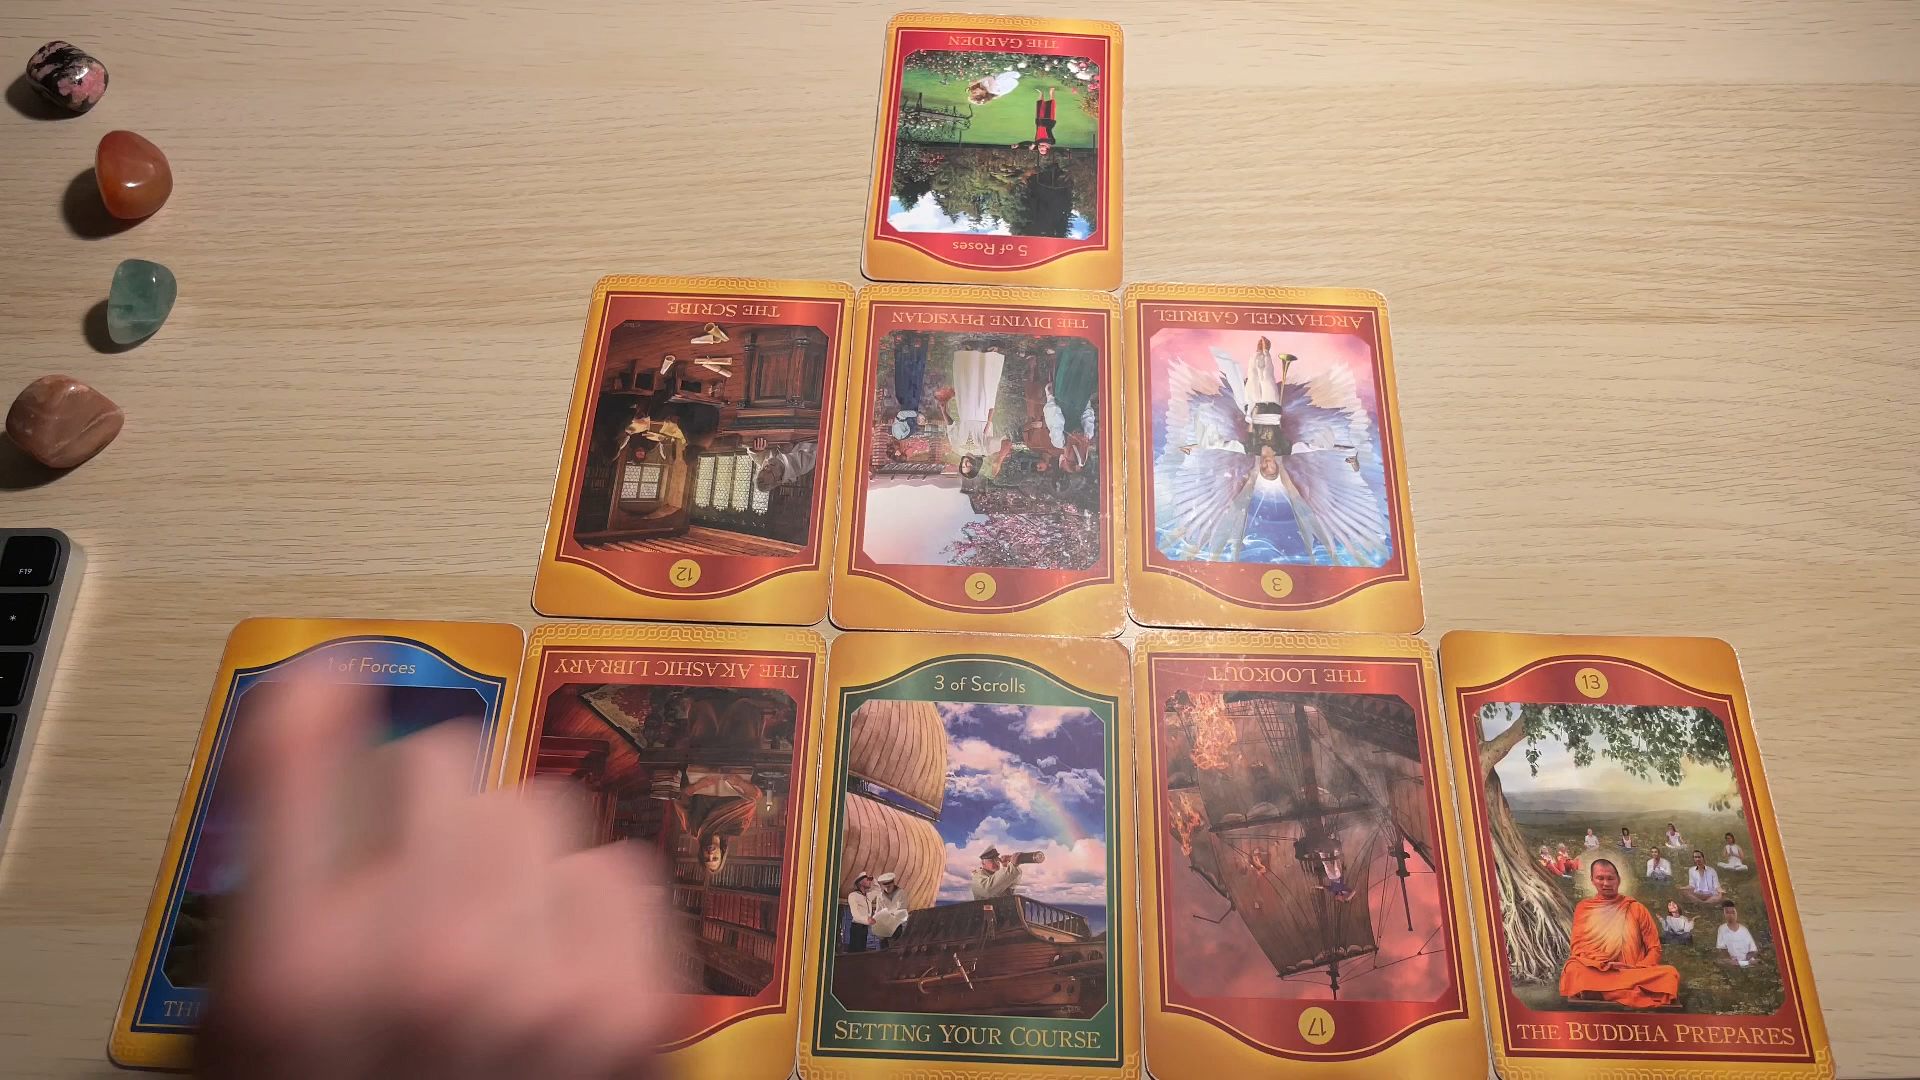 THE GARDEN
5 of Roses
THE SCRIBE
12
THE DIVINE PHYSICIAN
6
ARCHANGEL GABRIEL
3
1 of Forces
THE AKASHIC LIBRARY
3 of Scrolls
SETTING YOUR COURSE
THE LOOKOUT
17
13
THE BUDDHA PREPARES
F19
*
-